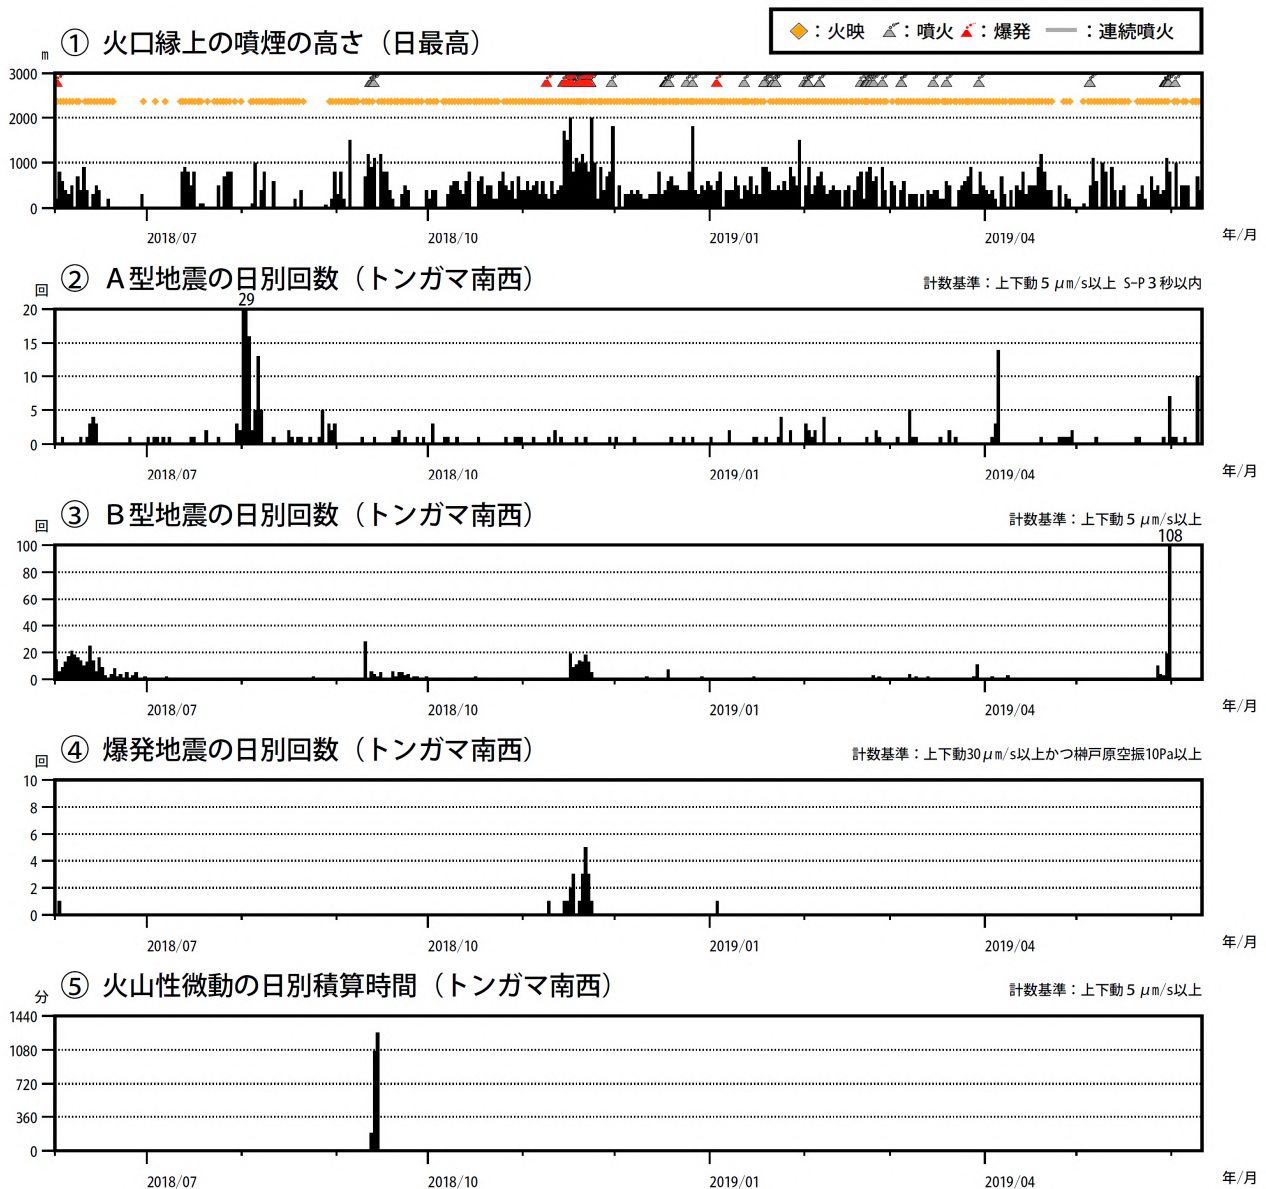 ◆：火映 ：噴火 ：爆発 ：連続噴火
m ① 火口縁上の噴煙の高さ（日最高）
3000
2000
1000
0
2018/07 2018/10 2019/01 2019/04 年/月
回 ② Ａ型地震の日別回数（トンガマ南西） 計数基準：上下動５μm/s以上 S-P３秒以内
29
20
15
10
5
0
2018/07 2018/10 2019/01 2019/04 年/月
回 ③ Ｂ型地震の日別回数（トンガマ南西） 計数基準：上下動５μm/s以上
108
100
80
60
40
20
0
2018/07 2018/10 2019/01 2019/04 年/月
回 ④ 爆発地震の日別回数（トンガマ南西） 計数基準：上下動30μm/s以上かつ榊戸原空振10Pa以上
10
8
6
4
2
0
2018/07 2018/10 2019/01 2019/04 年/月
分 ⑤ 火山性微動の日別積算時間（トンガマ南西） 計数基準：上下動５μm/s以上
1440
1080
720
360
0
2018/07 2018/10 2019/01 2019/04 年/月